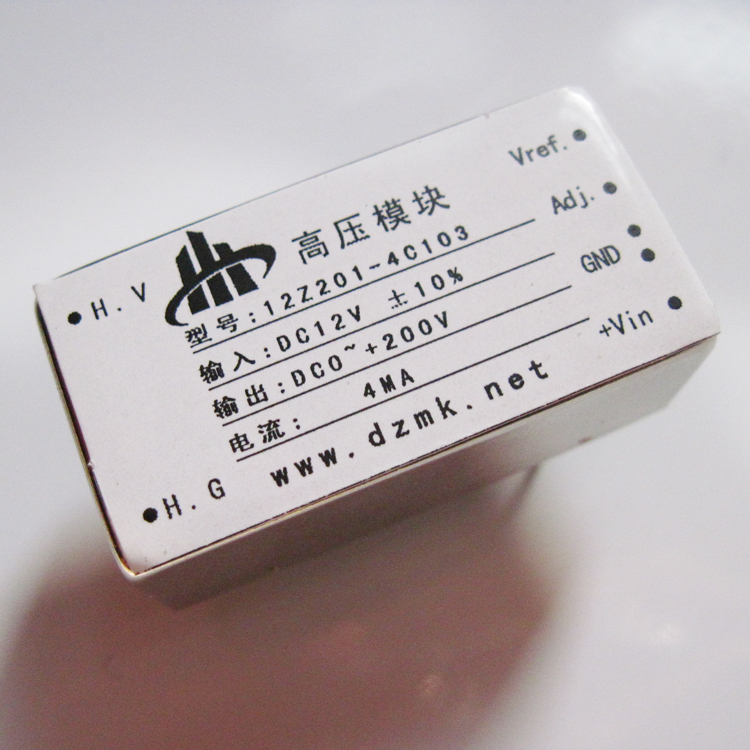 高压模块
型号:12Z201-4C103
输入:DC12V ±10%
输出:DC0~+200V
电流: 4MA
www.dzmk.net
H.V
H.G
Vref.
Adj.
GND
+Vin